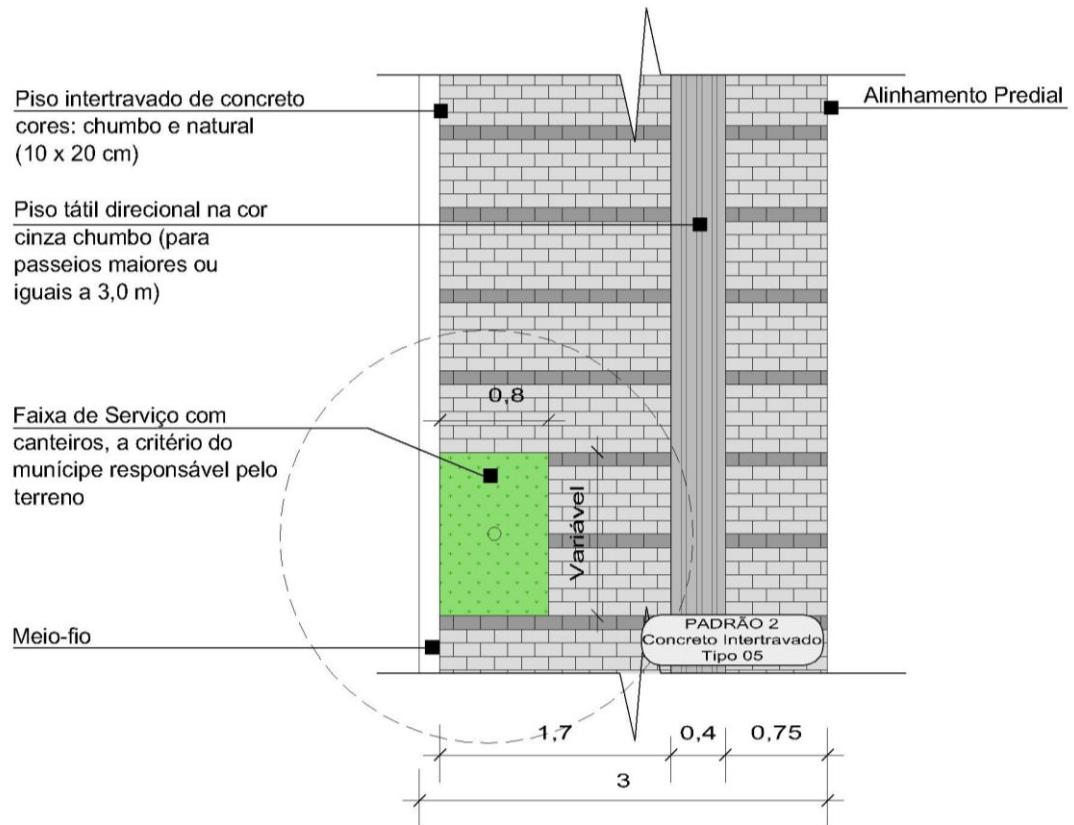 Piso intertravado de concreto
cores: chumbo e natural
(10 x 20 cm)
Alinhamento Predial
Piso tátil direcional na cor
cinza chumbo (para
passeios maiores ou
iguais a 3,0 m)
0,8
Faixa de Serviço com
canteiros, a critério do
munícipe responsável pelo
terreno
Variável
Meio-fio
PADRÃO 2
Concreto Intertravado
Tipo 05
1,7
0,4
0,75
3